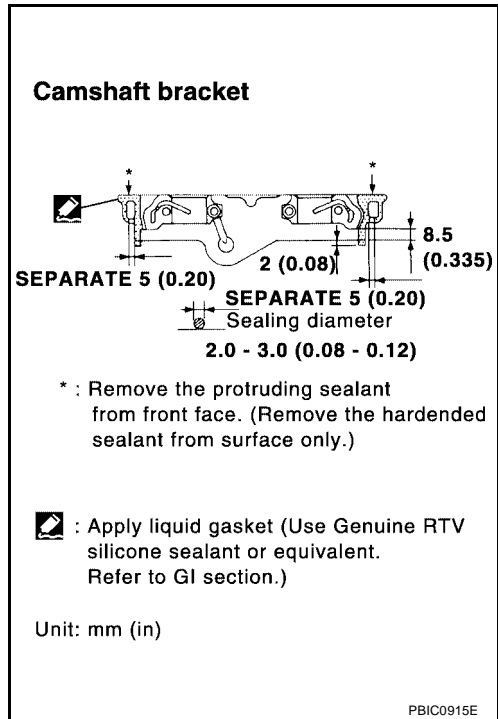 Camshaft bracket
* *
8.5
2 (0.08) (0.335)
SEPARATE 5 (0.20)
SEPARATE 5 (0.20)
Sealing diameter
2.0 - 3.0 (0.08 - 0.12)
* : Remove the protruding sealant
from front face. (Remove the hardended
sealant from surface only.)
: Apply liquid gasket (Use Genuine RTV
silicone sealant or equivalent.
Refer to GI section.)
Unit: mm (in)
PBIC0915E